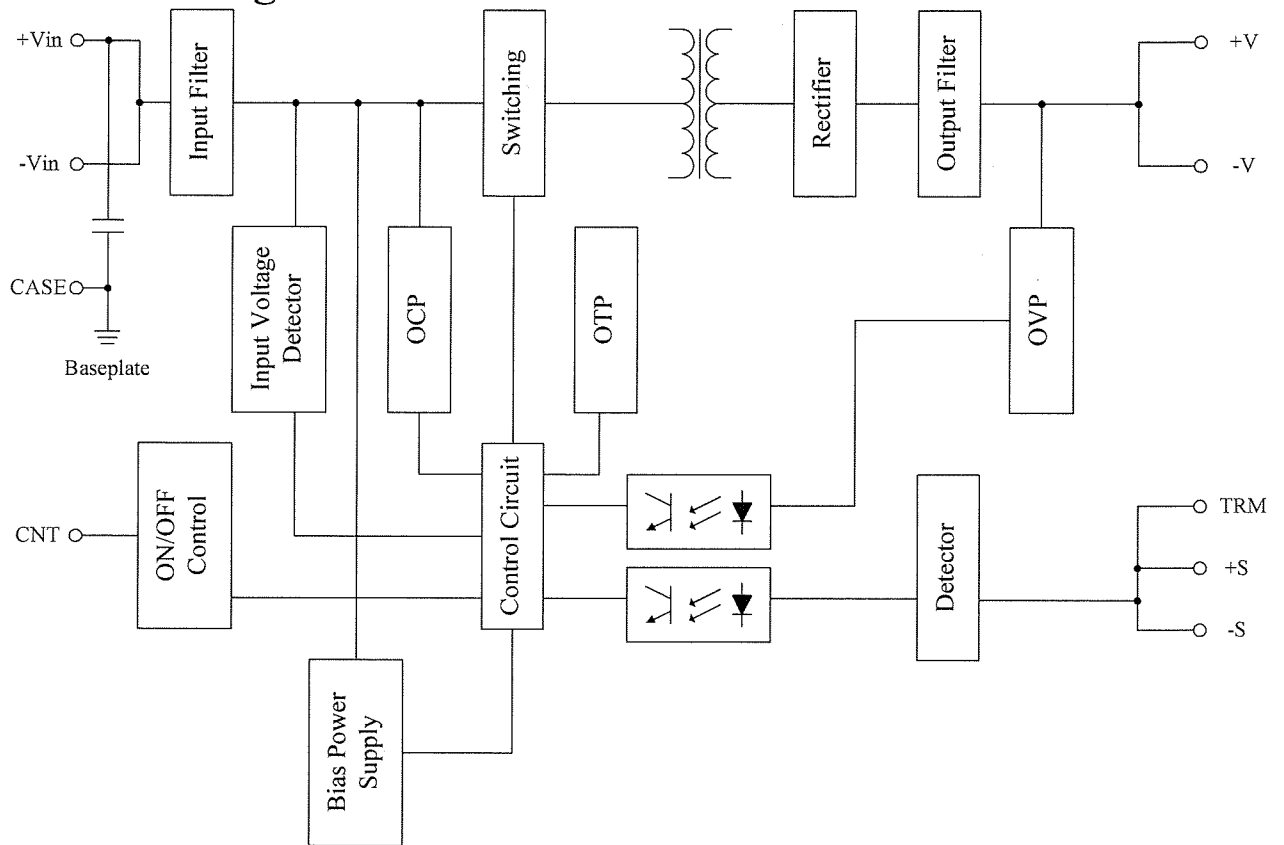 +Vin
-Vin
CASE
Baseplate
Input Filter
Switching
Rectifier
Output Filter
+V
-V
Input Voltage
Detector
OCP
OTP
OVP
CNT
ON/OFF
Control
Control Circuit
Detector
TRM
+S
-S
Bias Power
Supply